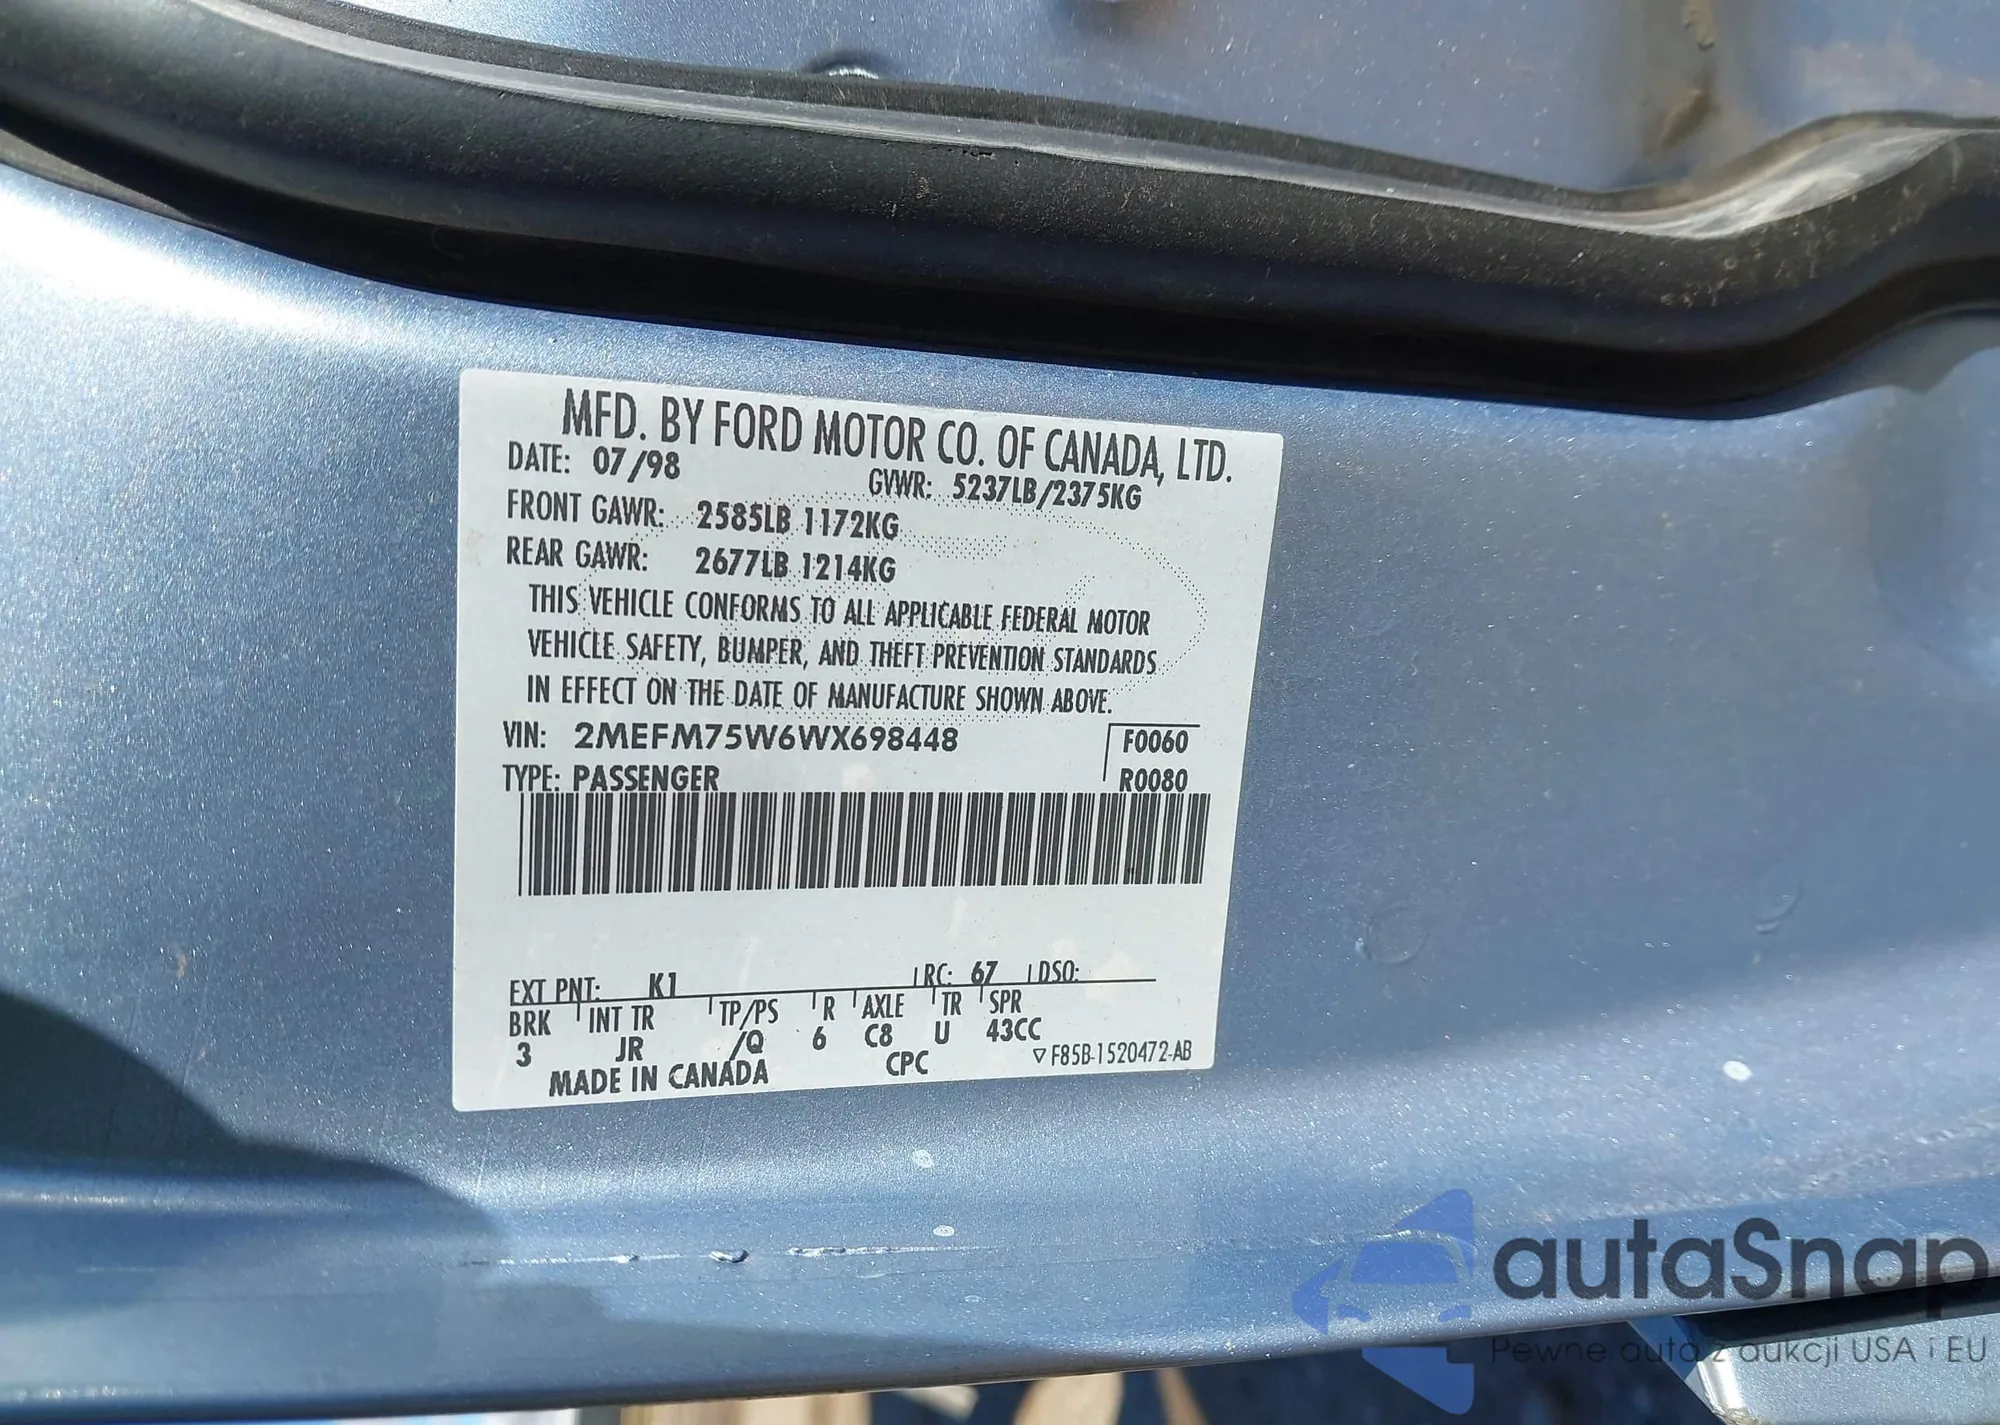 MFD. BY FORD MOTOR CO. OF CANADA, LTD.
DATE: 07/98 GVWR: 5237LB/2375KG
FRONT GAWR: 2585LB 1172KG
REAR GAWR: 2677LB 1214KG
THIS VEHICLE CONFORMS TO ALL APPLICABLE FEDERAL MOTOR
VEHICLE SAFETY, BUMPER, AND THEFT PREVENTION STANDARDS
IN EFFECT ON THE DATE OF MANUFACTURE SHOWN ABOVE.
VIN: 2MEFM75W6WX698448 F0060
TYPE: PASSENGER R0080
EXT PNT: K1 RC: 67 DSO:
BRK INT TR TP/PS R AXLE TR SPR
3 JR /Q 6 C8 U 43CC
MADE IN CANADA CPC ▽F85B-1520472-AB
autaSnap
Pewne auta z aukcji USA i EU